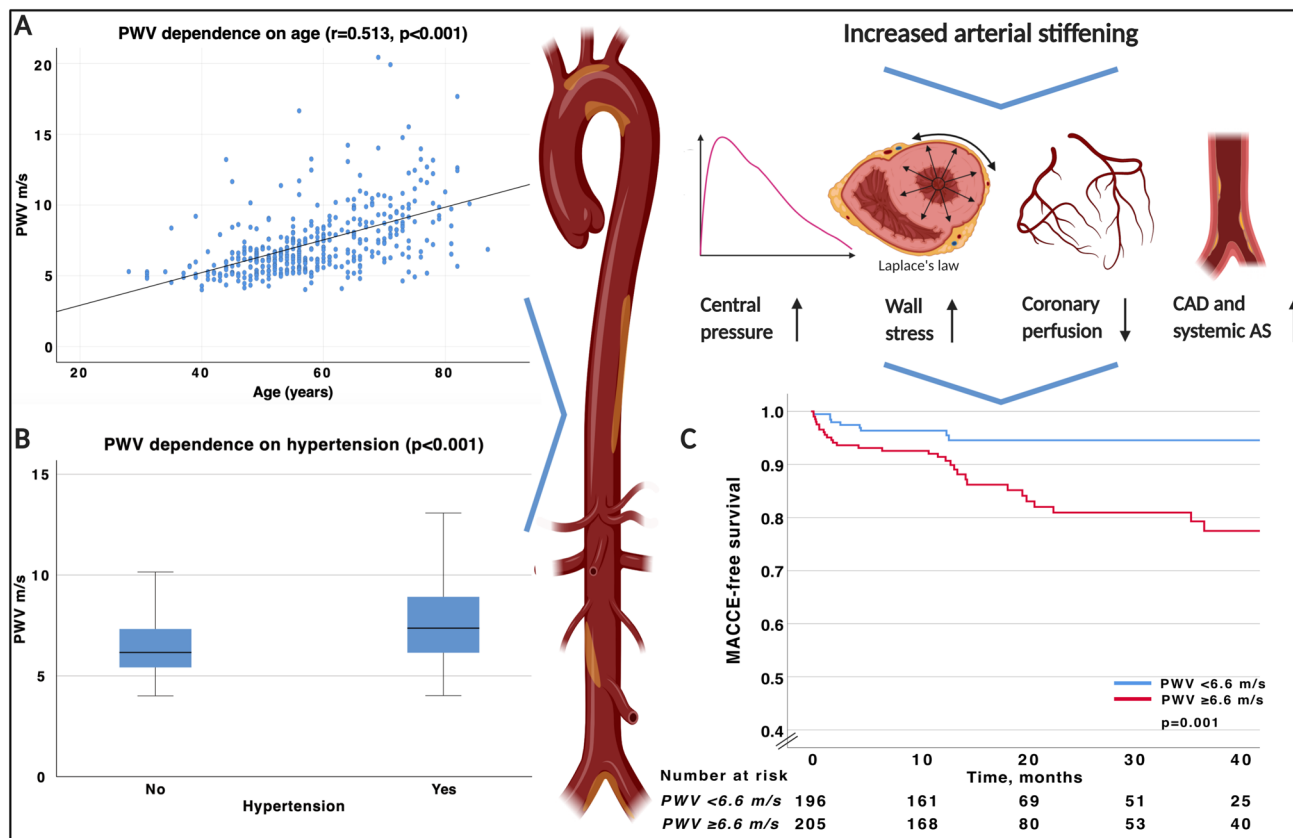 A
PWV dependence on age (r=0.513, p<0.001)
PWV m/s
20
15
10
5
0
20
40
60
80
Age (years)
B
PWV dependence on hypertension (p<0.001)
PWV m/s
15
10
5
0
No
Yes
Hypertension
Increased arterial stiffening
Laplace's law
Central
pressure
Wall
stress
Coronary
perfusion
CAD and
systemic AS
C
MACCE-free survival
1.0
0.9
0.8
0.7
0.6
0.5
0.4
PWV <6.6 m/s
PWV ≥6.6 m/s
p=0.001
0
10
20
30
40
Time, months
Number at risk
PWV <6.6 m/s 196 161 69 51 25
PWV ≥6.6 m/s 205 168 80 53 40